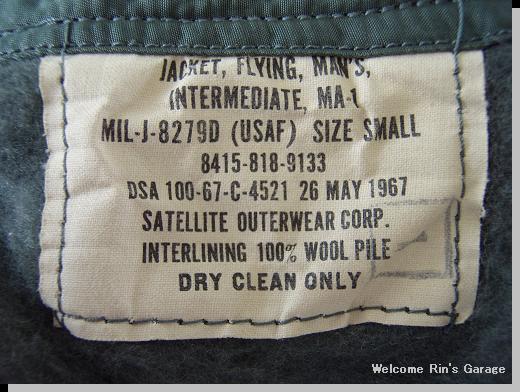 JACKET, FLYING, MAN'S,
INTERMEDIATE, MA-1
MIL-J-8279D (USAF) SIZE SMALL
8415-818-9133
DSA 100-67-C-4521 26 MAY 1967
SATELLITE OUTERWEAR CORP.
INTERLINING 100% WOOL PILE
DRY CLEAN ONLY
Welcome Rin's Garage